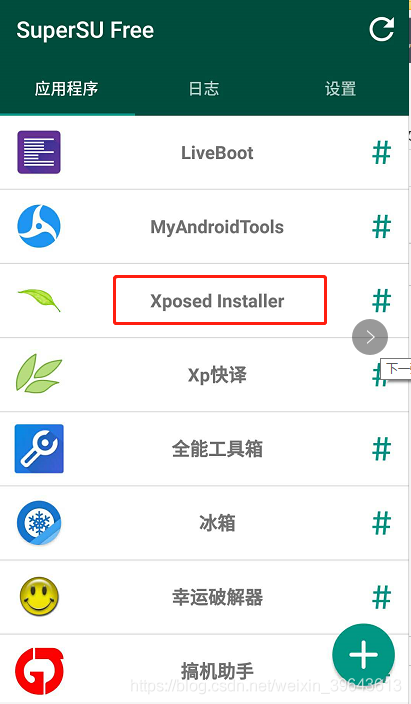 SuperSU Free
应用程序 日志 设置
LiveBoot #
MyAndroidTools #
Xposed Installer #
下一
Xp快译 #
全能工具箱 #
冰箱 #
幸运破解器 #
搞机助手
https://blog.csdn.net/weixin_39643613